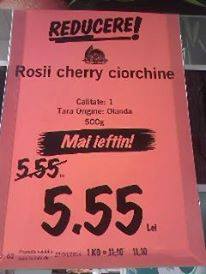 REDUCERE!
Rosii cherry ciorchine
Calitate: 1
Tara Origine: Olanda
500g
Mai ieftin!
5.55
5.55 Lei
1 KG = 11,10 11,10